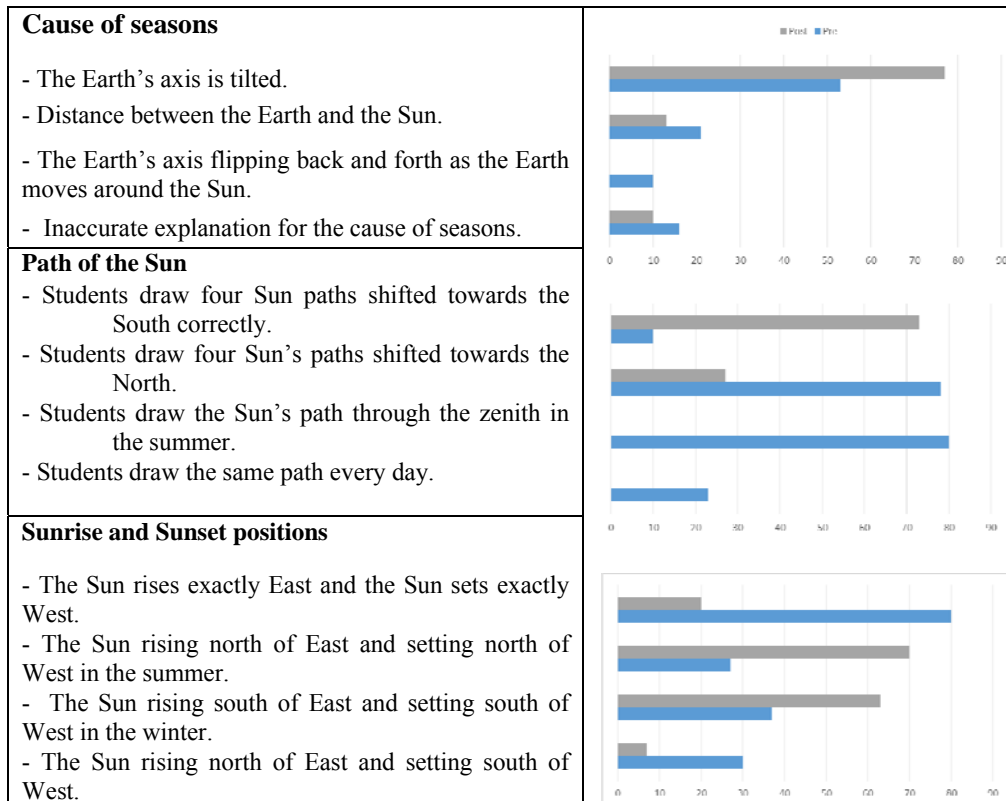 Cause of seasons
- The Earth’s axis is tilted.
- Distance between the Earth and the Sun.
- The Earth’s axis flipping back and forth as the Earth
moves around the Sun.
- Inaccurate explanation for the cause of seasons.
Post Pre
0 10 20 30 40 50 60 70 80 90
Path of the Sun
- Students draw four Sun paths shifted towards the
South correctly.
- Students draw four Sun’s paths shifted towards the
North.
- Students draw the Sun’s path through the zenith in
the summer.
- Students draw the same path every day.
0 10 20 30 40 50 60 70 80 90
Sunrise and Sunset positions
- The Sun rises exactly East and the Sun sets exactly
West.
- The Sun rising north of East and setting north of
West in the summer.
- The Sun rising south of East and setting south of
West in the winter.
- The Sun rising north of East and setting south of
West.
0 10 20 30 40 50 60 70 80 90